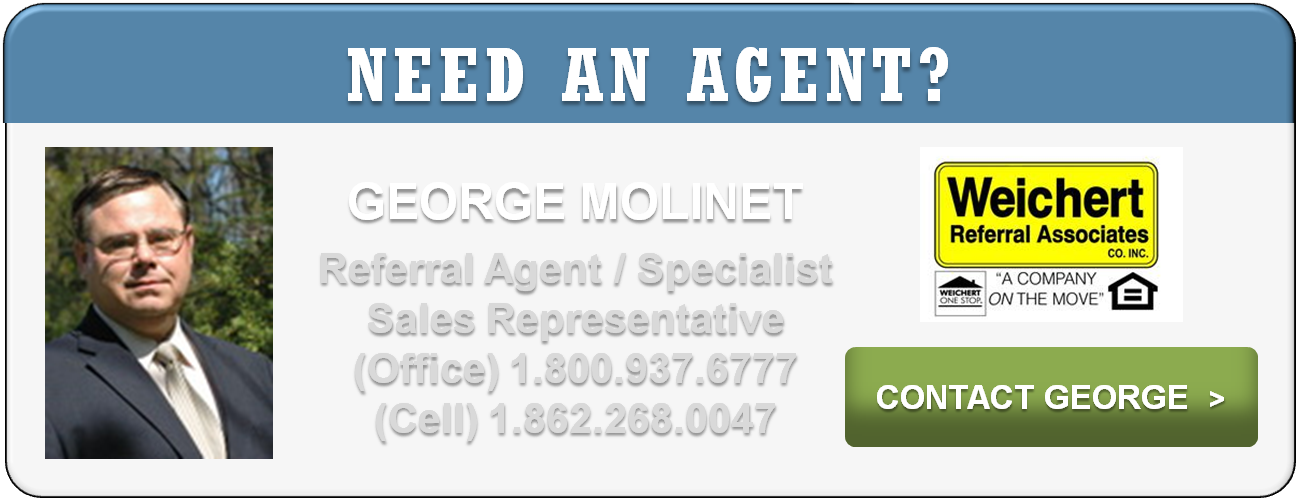 NEED AN AGENT?
GEORGE MOLINET
Referral Agent / Specialist
Sales Representative
(Office) 1.800.937.6777
(Cell) 1.862.268.0047
Weichert
Referral Associates
CO. INC.
WEICHERT
ONE STOP.
"A COMPANY
ON THE MOVE"
CONTACT GEORGE >